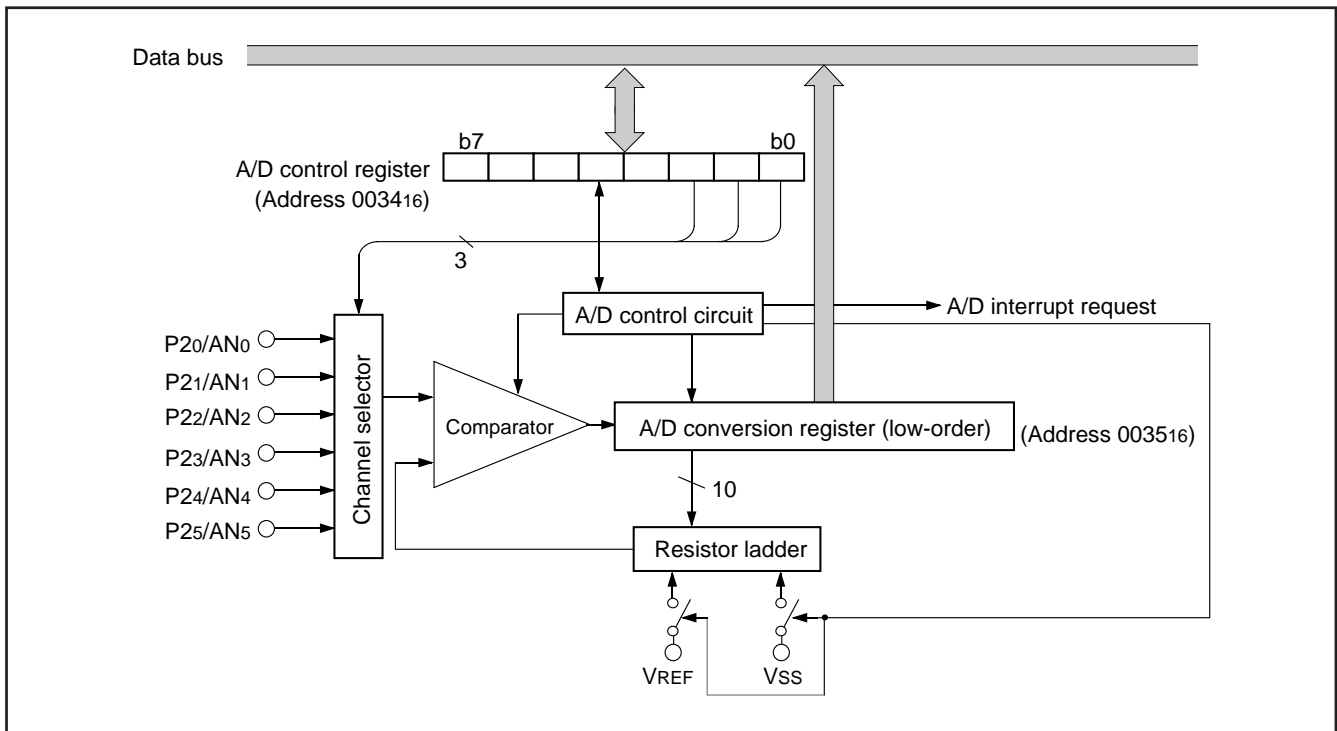 Data bus
b7
b0
A/D control register
(Address 003416)
3
A/D control circuit
A/D interrupt request
P20/AN0
P21/AN1
P22/AN2
P23/AN3
P24/AN4
P25/AN5
Channel selector
Comparator
A/D conversion register (low-order)
(Address 003516)
10
Resistor ladder
VREF
VSS